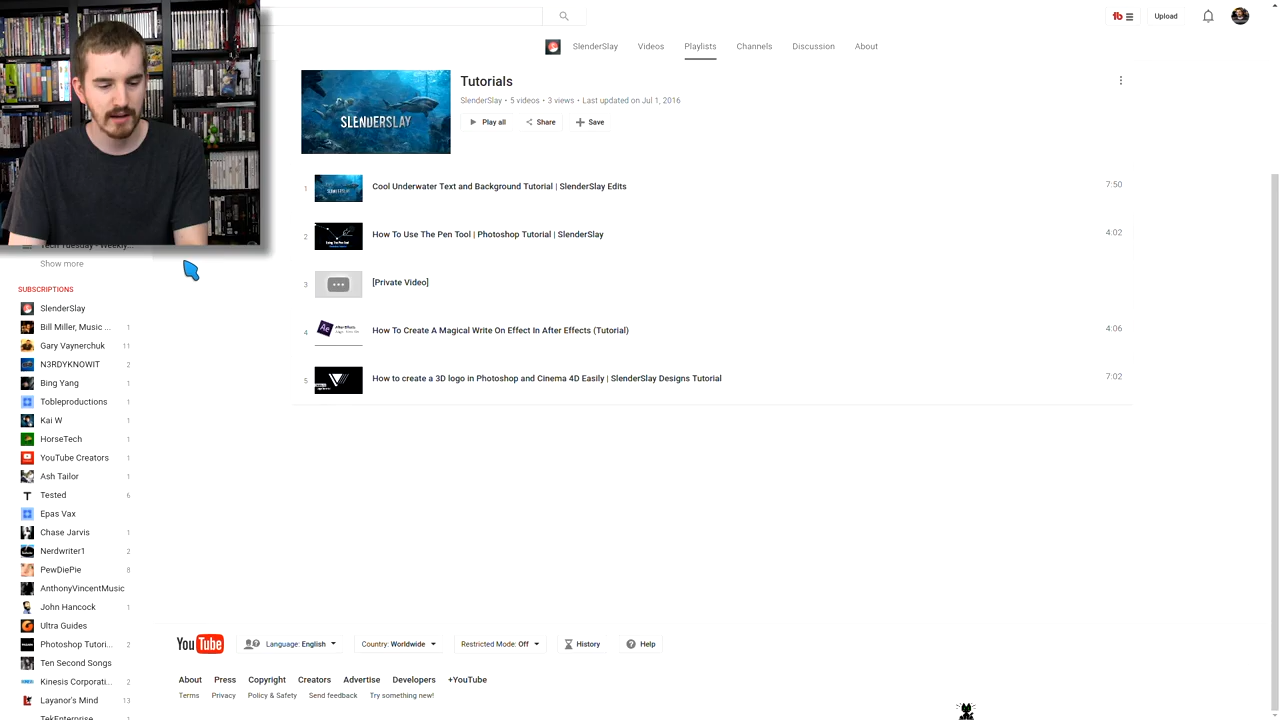 Upload
SlenderSlay
Videos
Playlists
Channels
Discussion
About
SLENDERSLAY
Tutorials
SlenderSlay • 5 videos • 3 views • Last updated on Jul 1, 2016
Play all
Share
Save
1 Cool Underwater Text and Background Tutorial | SlenderSlay Edits 7:50
2 How To Use The Pen Tool | Photoshop Tutorial | SlenderSlay 4:02
3 [Private Video]
4 How To Create A Magical Write On Effect In After Effects (Tutorial) 4:06
5 How to create a 3D logo in Photoshop and Cinema 4D Easily | SlenderSlay Designs Tutorial 7:02
Show more
SUBSCRIPTIONS
SlenderSlay
Bill Miller, Music ... 1
Gary Vaynerchuk 11
N3RDYKNOWIT 2
Bing Yang 1
Tobleproductions 1
Kai W 1
HorseTech 1
YouTube Creators 1
Ash Tailor 1
Tested 6
Epas Vax
Chase Jarvis 1
Nerdwriter1 2
PewDiePie 8
AnthonyVincentMusic
John Hancock 1
Ultra Guides
Photoshop Tutori... 2
Ten Second Songs
Kinesis Corporati... 2
Layanor's Mind 13
TekEnterprise 1
YouTube
Language: English
Country: Worldwide
Restricted Mode: Off
History
Help
About Press Copyright Creators Advertise Developers +YouTube
Terms Privacy Policy & Safety Send feedback Try something new!